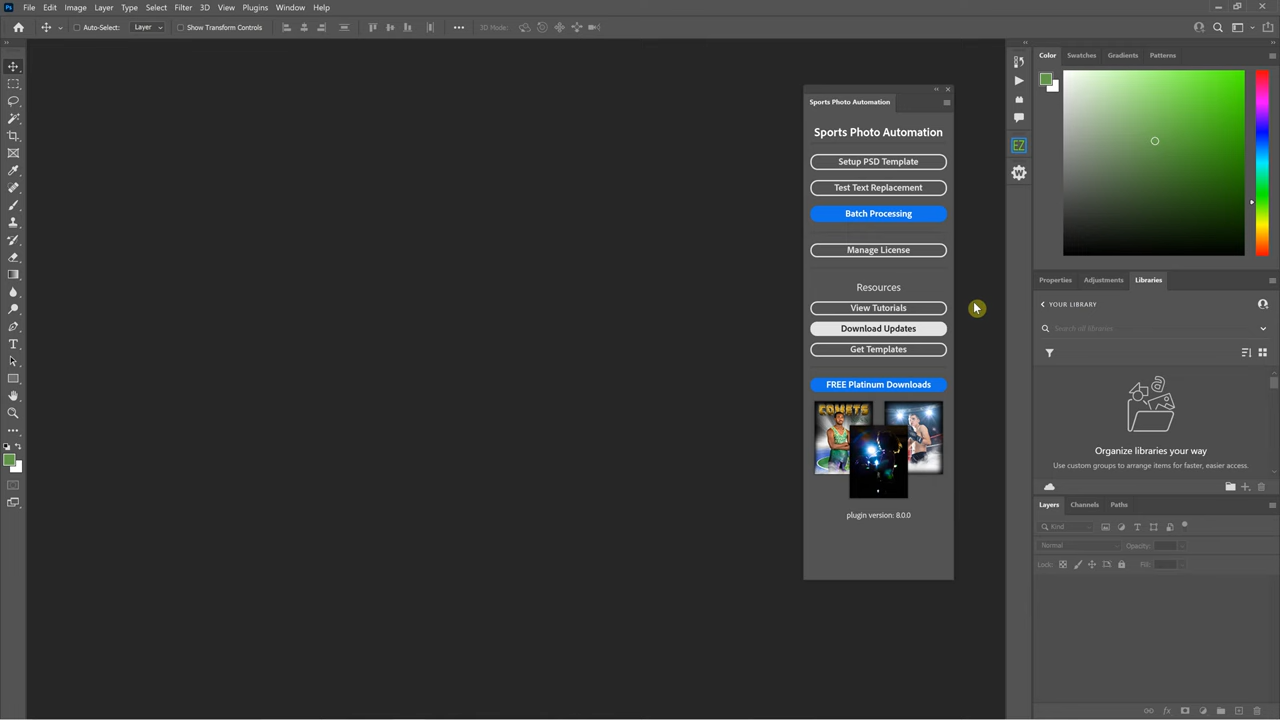 Ps File Edit Image Layer Type Select Filter 3D View Plugins Window Help
Auto-Select: Layer Show Transform Controls 3D Mode:
Color Swatches Gradients Patterns
Sports Photo Automation
Sports Photo Automation
Setup PSD Template
Test Text Replacement
Batch Processing
Manage License
Resources
View Tutorials
Download Updates
Get Templates
FREE Platinum Downloads
COMETS
plugin version: 8.0.0
EZ
Properties Adjustments Libraries
YOUR LIBRARY
Search all libraries
Organize libraries your way
Use custom groups to arrange items for faster, easier access.
Layers Channels Paths
Kind
Normal Opacity:
Lock: Fill: